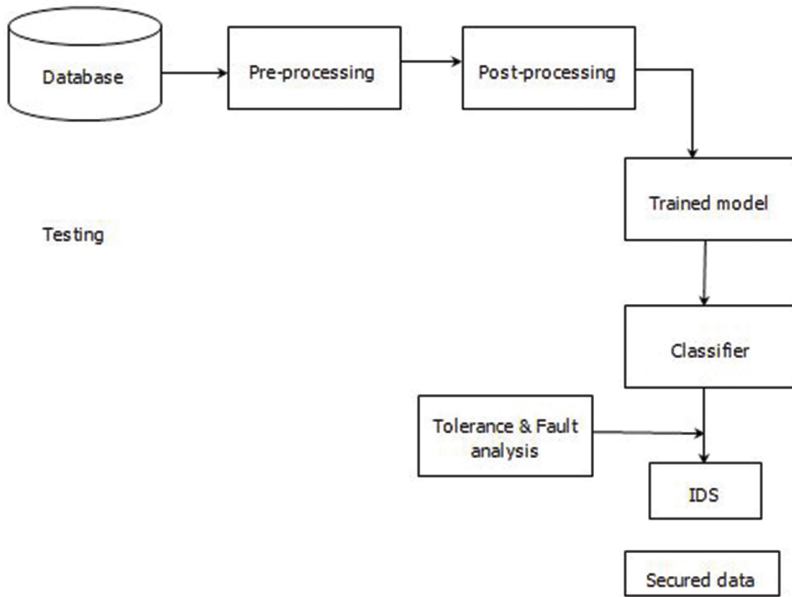 Database
Pre-processing
Post-processing
Trained model
Testing
Classifier
Tolerance & Fault
analysis
IDS
Secured data